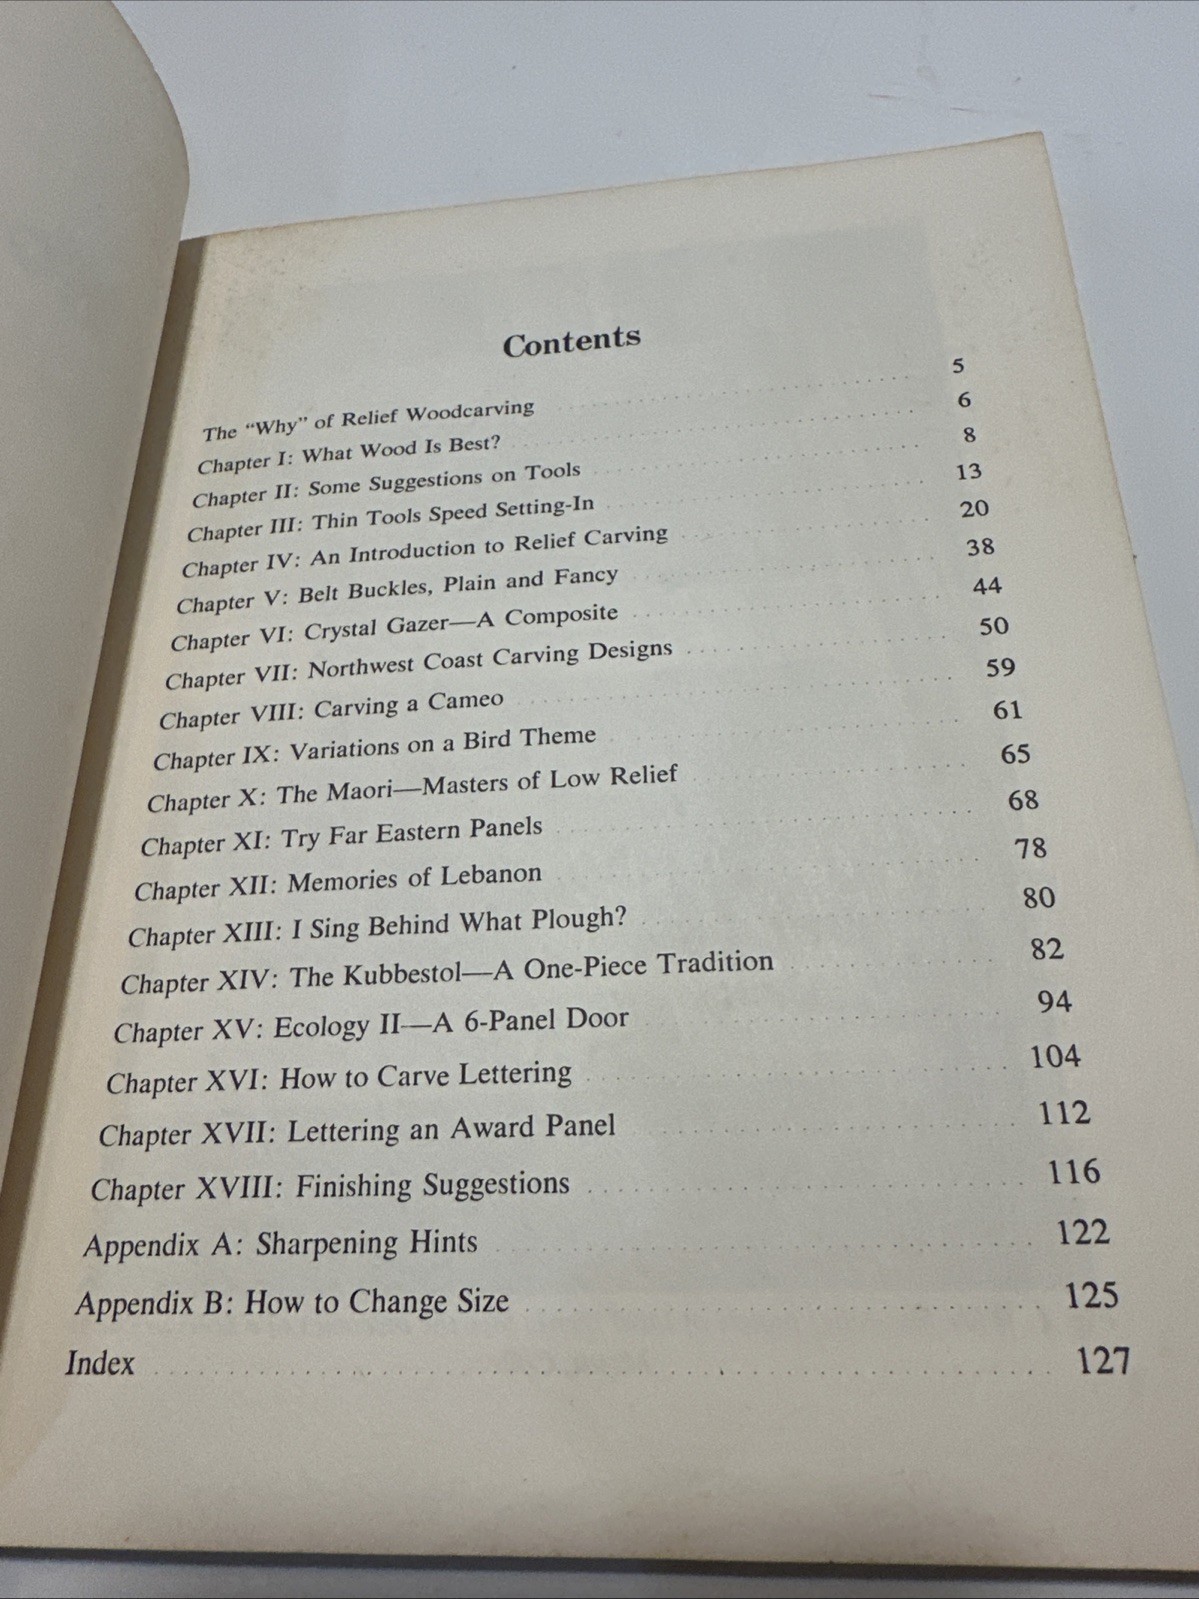 Contents
The "Why" of Relief Woodcarving 5
Chapter I: What Wood Is Best? 6
Chapter II: Some Suggestions on Tools 8
Chapter III: Thin Tools Speed Setting-In 13
Chapter IV: An Introduction to Relief Carving 20
Chapter V: Belt Buckles, Plain and Fancy 38
Chapter VI: Crystal Gazer—A Composite 44
Chapter VII: Northwest Coast Carving Designs 50
Chapter VIII: Carving a Cameo 59
Chapter IX: Variations on a Bird Theme 61
Chapter X: The Maori—Masters of Low Relief 65
Chapter XI: Try Far Eastern Panels 68
Chapter XII: Memories of Lebanon 78
Chapter XIII: I Sing Behind What Plough? 80
Chapter XIV: The Kubbestol—A One-Piece Tradition 82
Chapter XV: Ecology II—A 6-Panel Door 94
Chapter XVI: How to Carve Lettering 104
Chapter XVII: Lettering an Award Panel 112
Chapter XVIII: Finishing Suggestions 116
Appendix A: Sharpening Hints 122
Appendix B: How to Change Size 125
Index 127